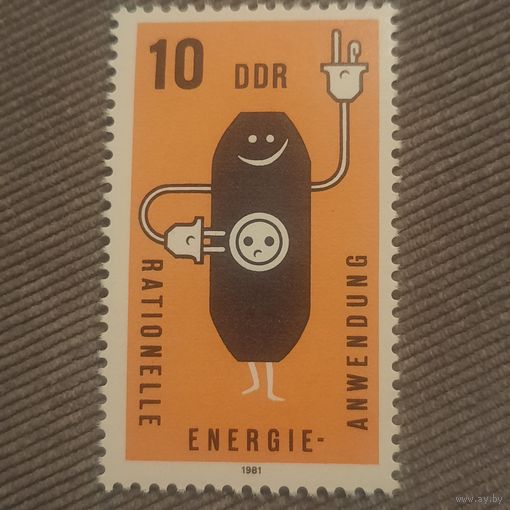 10 DDR
RATIONELLE
ENERGIE-
ANWENDUNG
1981
www.ay.by